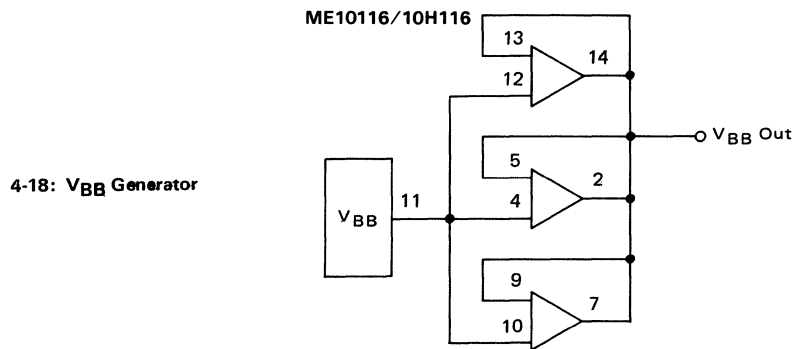 ME10116/10H116
13
14
12
V_BB Out
5
2
4
4-18: V_BB Generator
11
V_BB
9
7
10